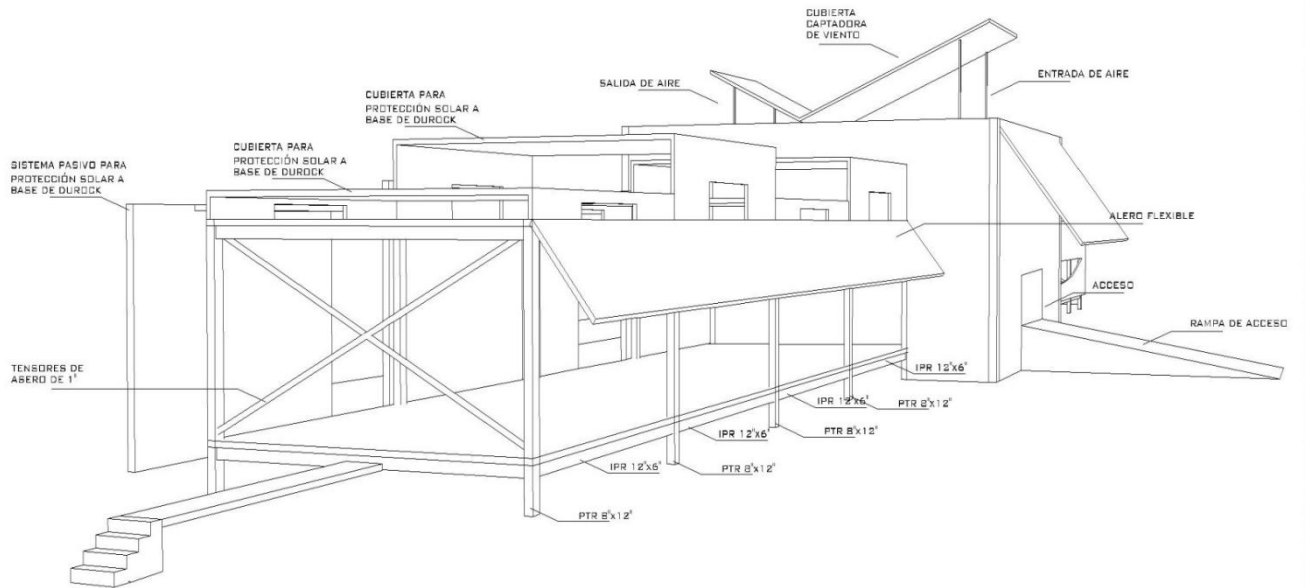 CUBIERTA
CAPTADORA
DE VIENTO
SALIDA DE AIRE
ENTRADA DE AIRE
CUBIERTA PARA
PROTECCIÓN SOLAR A
BASE DE DUROCK
CUBIERTA PARA
PROTECCIÓN SOLAR A
BASE DE DUROCK
SISTEMA PASIVO PARA
PROTECCIÓN SOLAR A
BASE DE DUROCK
ALERO FLEXIBLE
ACCESO
RAMPA DE ACCESO
TENSORES DE
ASERO DE 1"
IPR 12"x6"
IPR 12"x6"
PTR 8"x12"
IPR 12"x6"
PTR 8"x12"
IPR 12"x6"
PTR 8"x12"
PTR 8"x12"